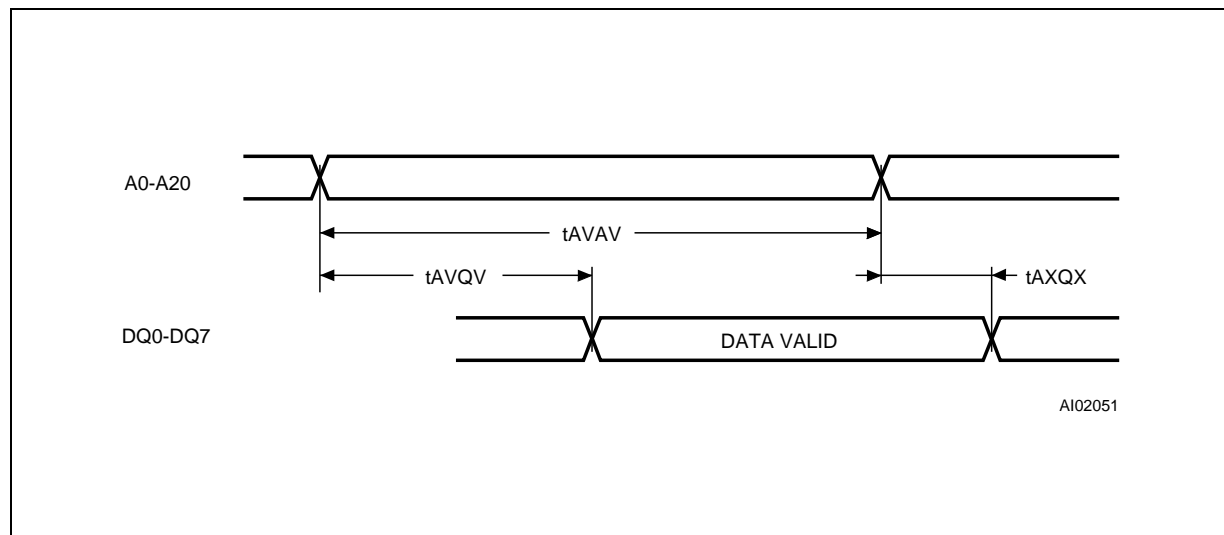 A0-A20
tAVAV
tAVQV
tAXQX
DQ0-DQ7
DATA VALID
AI02051